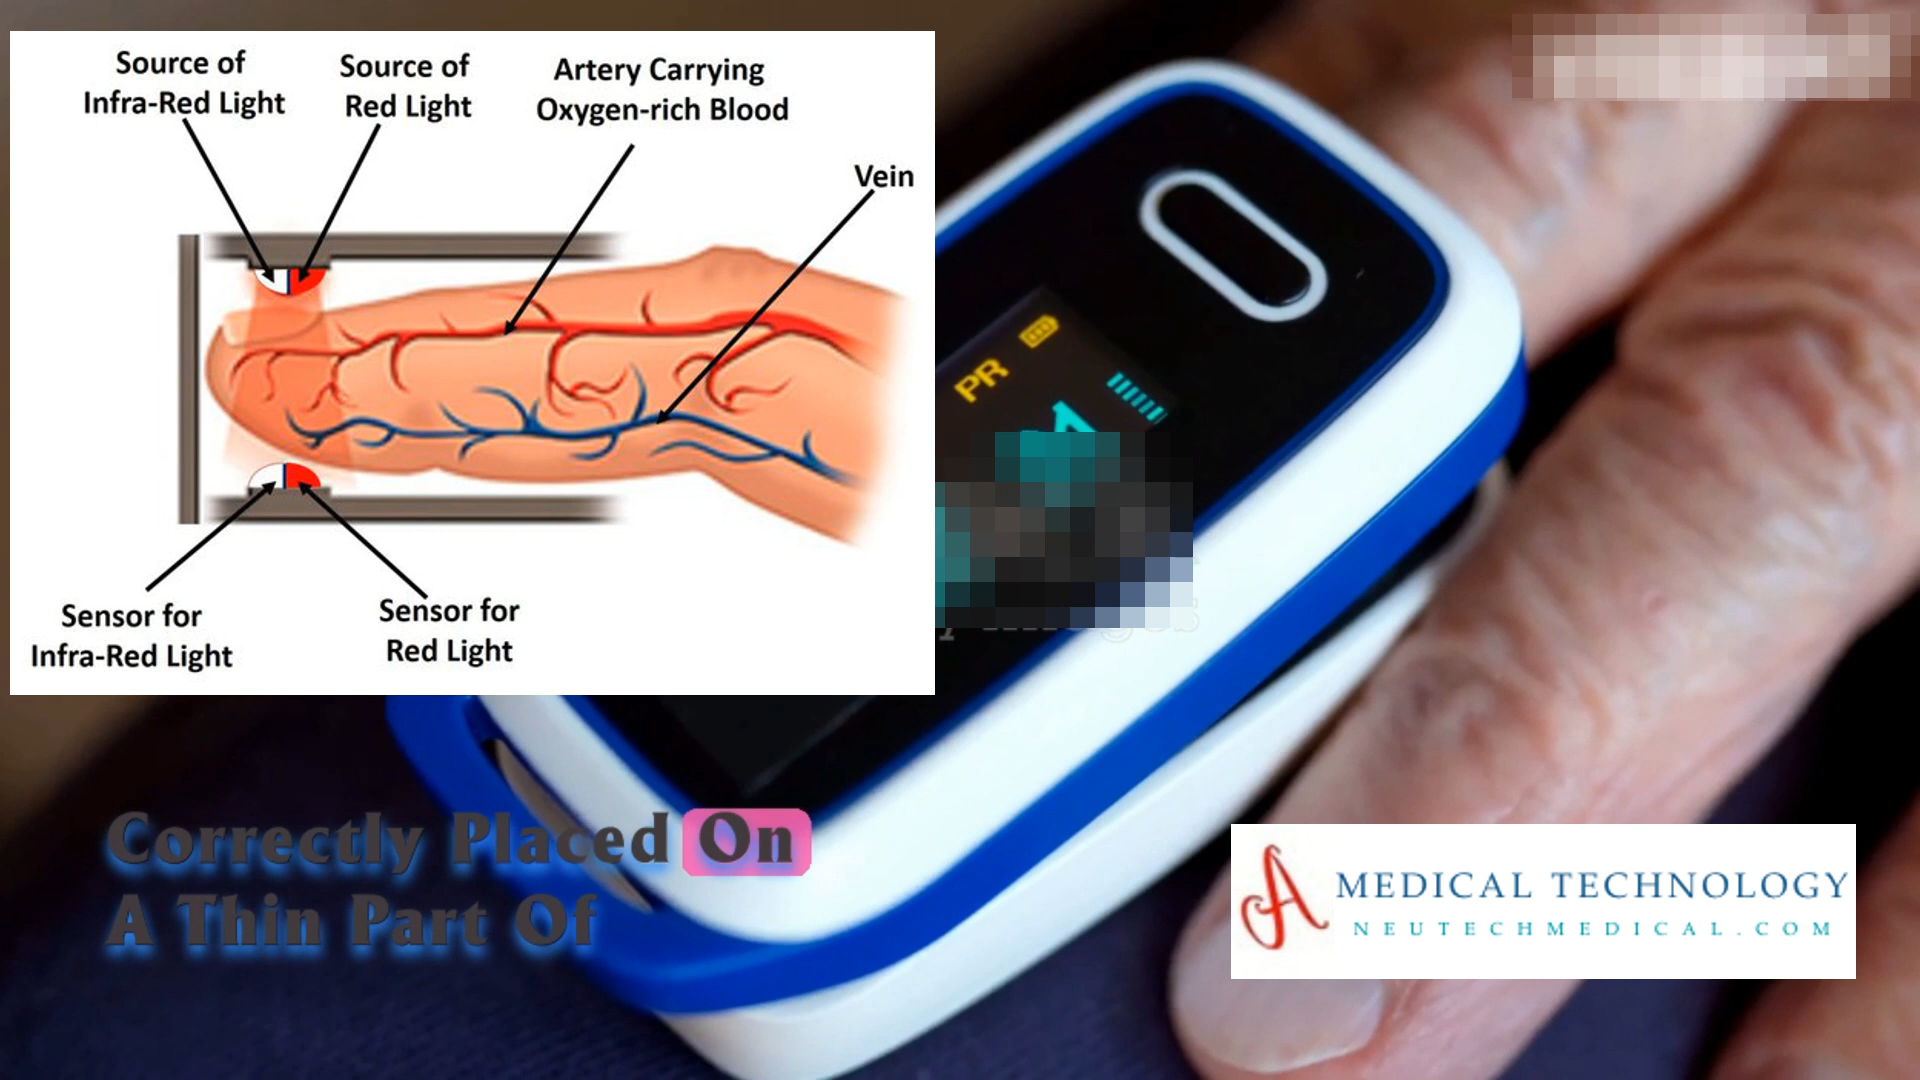 Source of
Infra-Red Light
Source of
Red Light
Artery Carrying
Oxygen-rich Blood
Vein
Sensor for
Infra-Red Light
Sensor for
Red Light
PR
Correctly Placed On
A Thin Part Of
A MEDICAL TECHNOLOGY
NEUTECHMEDICAL.COM